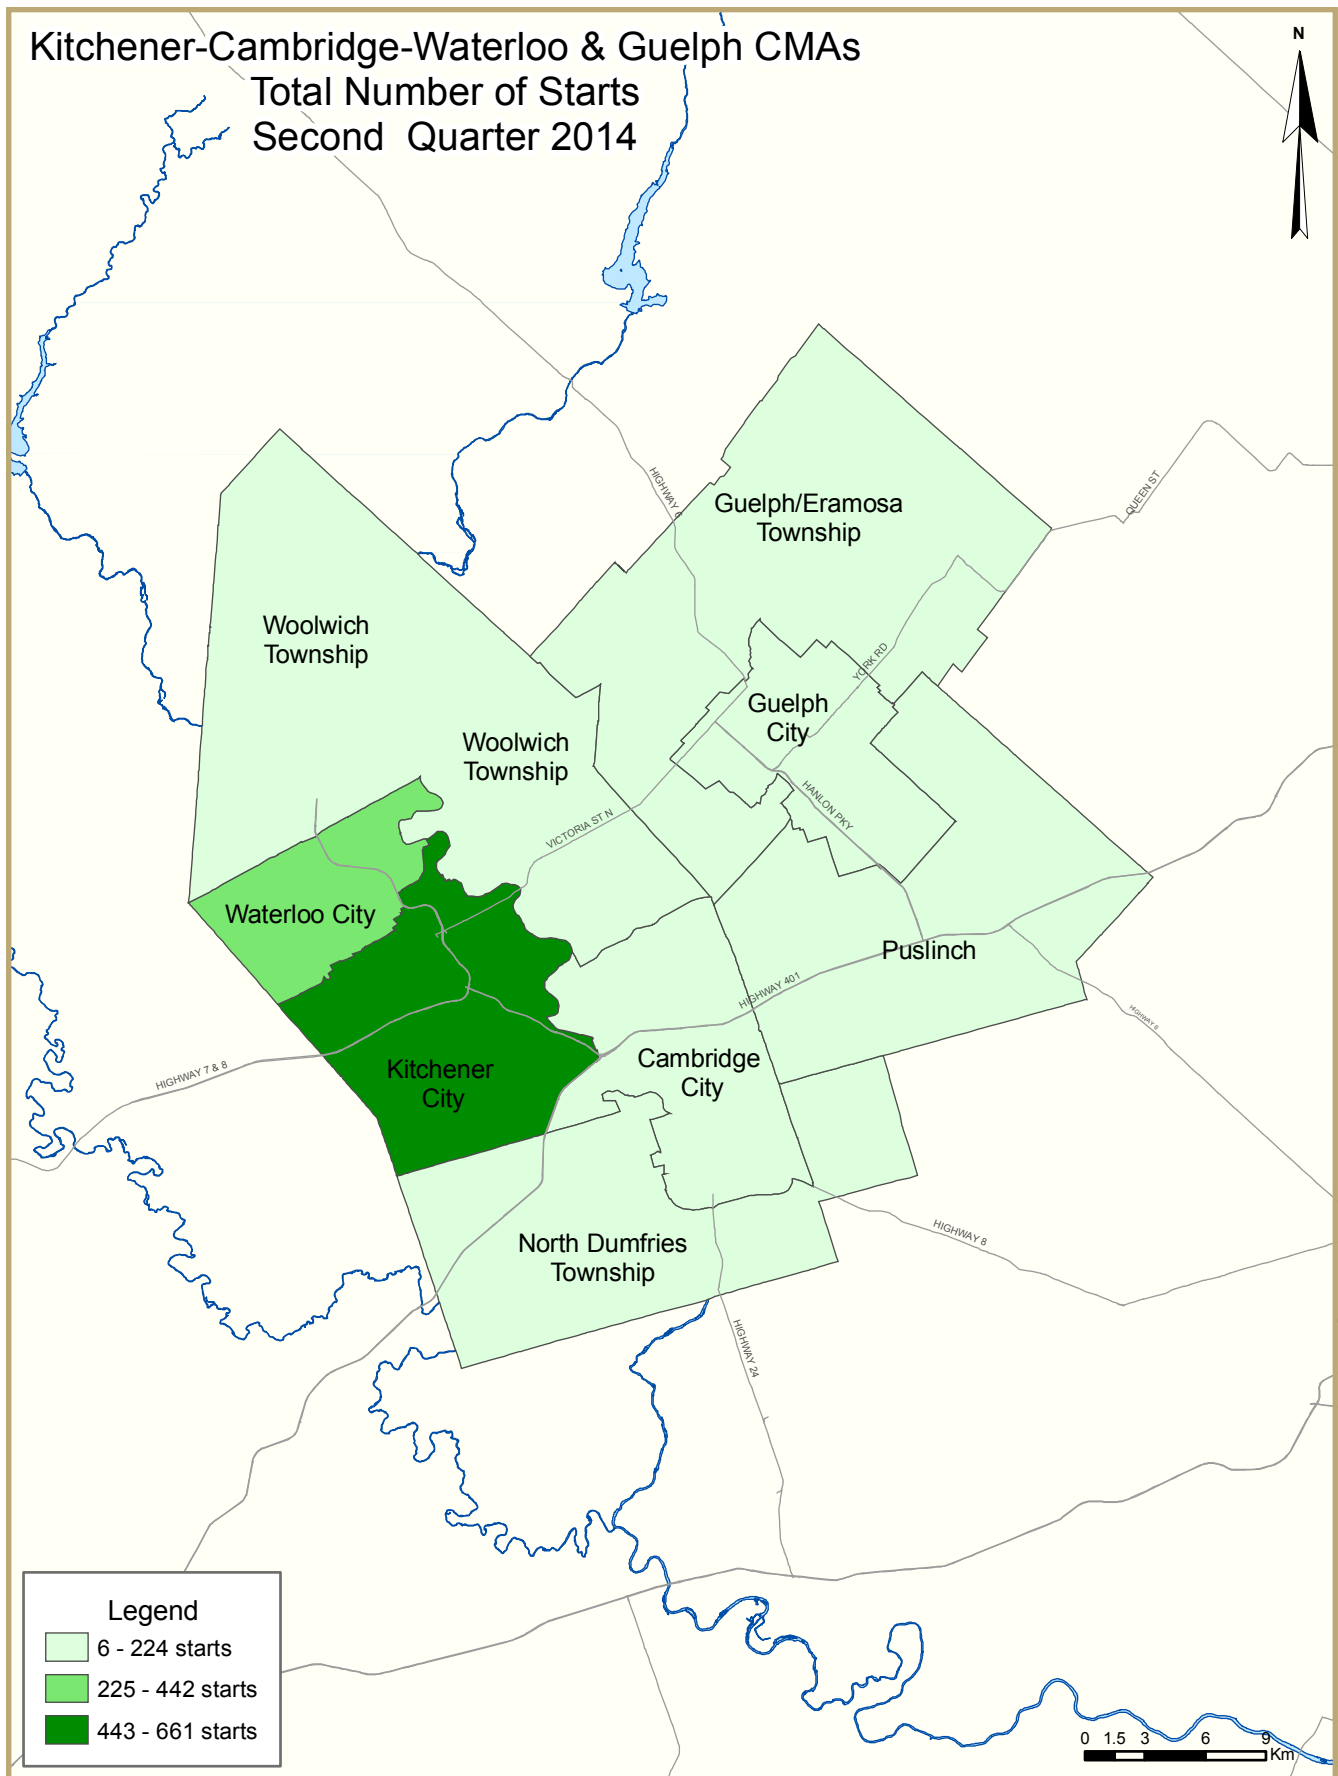 Kitchener-Cambridge-Waterloo & Guelph CMAs
Total Number of Starts
Second Quarter 2014
N
HIGHWAY 6
QUEEN ST
Guelph/Eramosa
Township
Woolwich
Township
YORK RD
Guelph
City
Woolwich
Township
HANLON PKY
VICTORIA ST N
Waterloo City
Puslinch
HIGHWAY 401
HIGHWAY 6
Kitchener
City
Cambridge
City
HIGHWAY 7 & 8
North Dumfries
Township
HIGHWAY 8
HIGHWAY 24
Legend
6 - 224 starts
225 - 442 starts
443 - 661 starts
0 1.5 3 6 9
Km